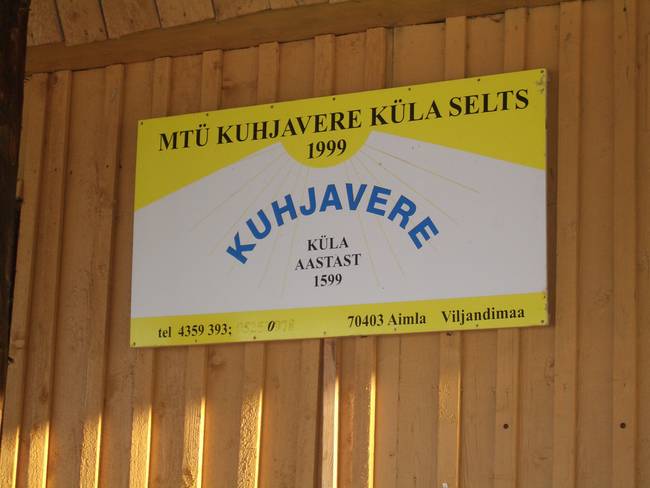 MTÜ KUHJAVERE KÜLA SELTS
1999
KUHJAVERE
KÜLA
AASTAST
1599
tel 4359 393;
70403 Aimla Viljandimaa